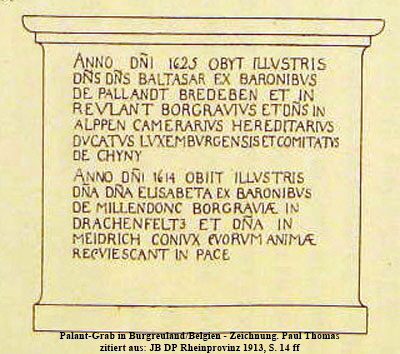 ANNO DÑI 1625 OBYT ILLVSTRIS
DÑS DÑS BALTASAR EX BARONIBVS
DE PALLANDT BREDEBEN ET IN
REVLANT BORGRAVIVS ET DÑS IN
ALPPEN CAMERARIVS HEREDITARIVS
DVCATVS LVXEMBVRGENSIS ET COMITATVS
DE CHYNY
ANNO DÑI 1614 OBIIT ILLVSTRIS
DÑA DÑA ELISABETA EX BARONIBVS
DE MILLENDONC BORGRAVIÆ IN
DRACHENFELTZ ET DÑA IN
MEIDRICH CONIVX QVORVM ANIMÆ
REQVIESCANT IN PACE
Palant-Grab in Burgreuland/Belgien - Zeichnung. Paul Thomas
zitiert aus: JB DP Rheinprovinz 1913, S. 14 ff